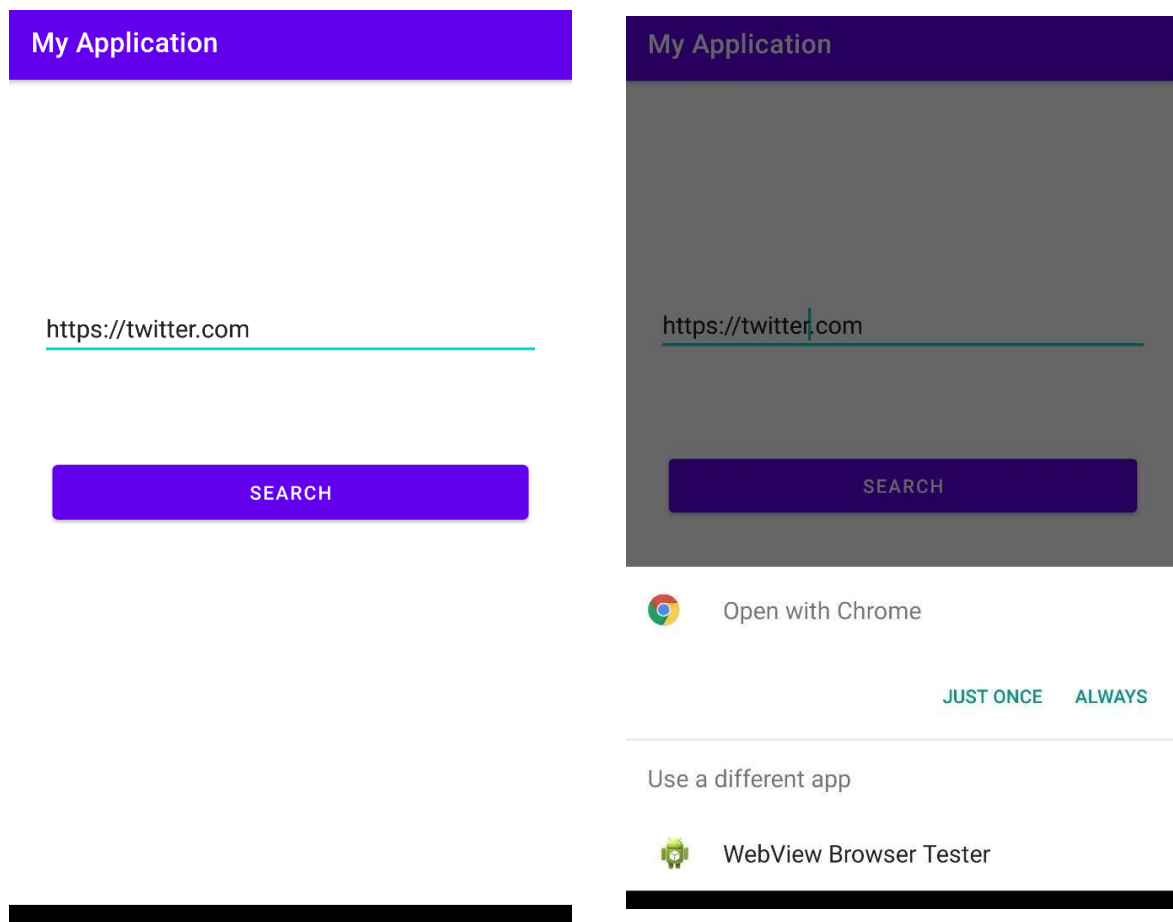 My Application
https://twitter.com
SEARCH
My Application
https://twitter.com
SEARCH
Open with Chrome
JUST ONCE ALWAYS
Use a different app
WebView Browser Tester